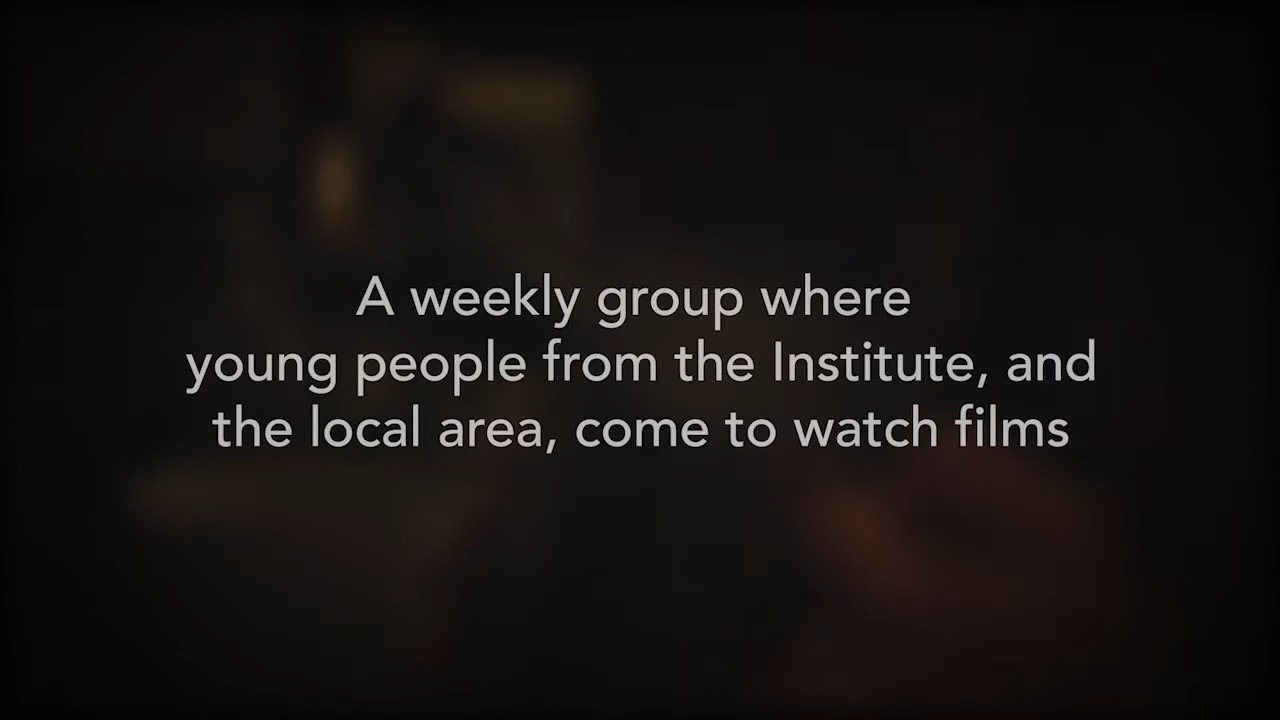 A weekly group where
young people from the Institute, and
the local area, come to watch films